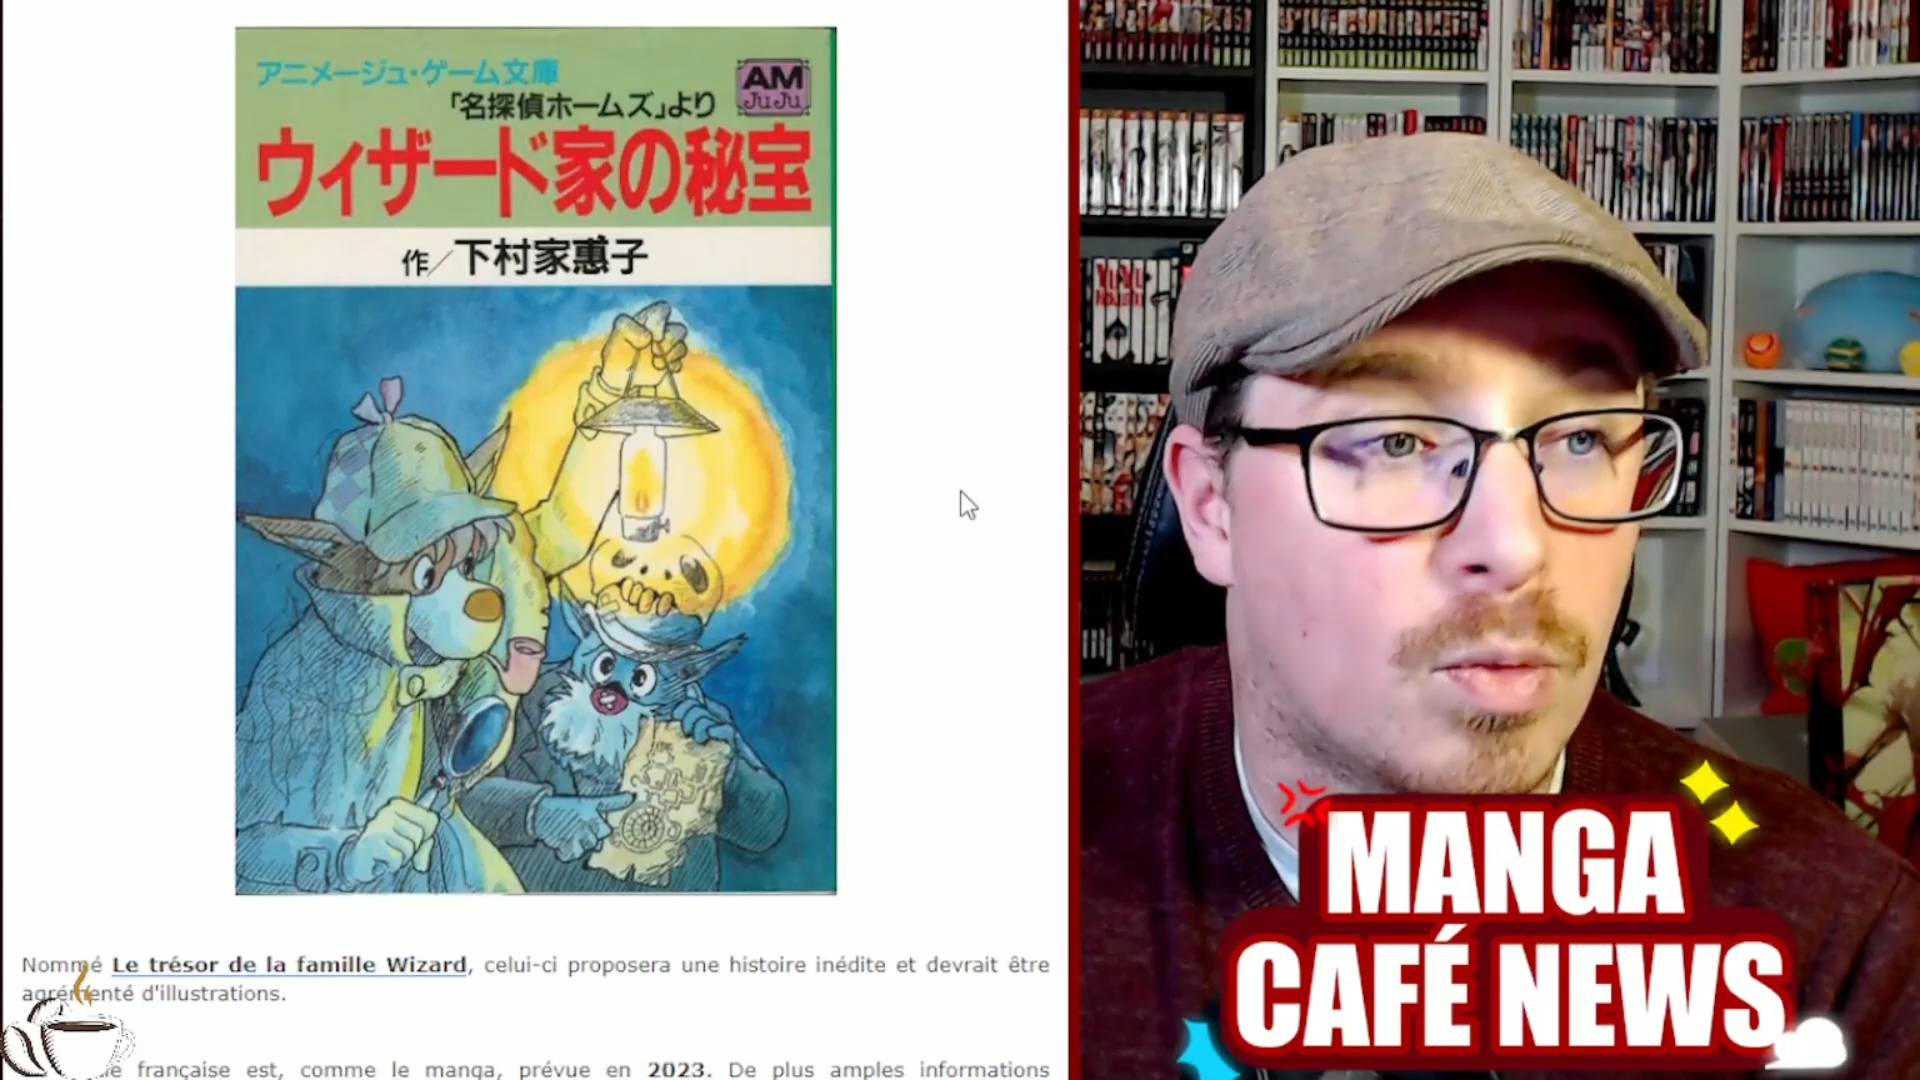 アニメージュ・ゲーム文庫
AM
JuJu
「名探偵ホームズ」より
ウィザード家の秘宝
作/下村家惠子
Nommé Le trésor de la famille Wizard, celui-ci proposera une histoire inédite et devrait être
agrémenté d'illustrations.
française est, comme le manga, prévue en 2023. De plus amples informations
MANGA
CAFÉ NEWS